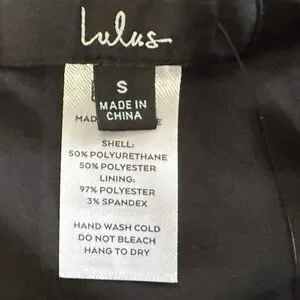 Lulus
S
MADE IN
CHINA
MAD
E
SHELL:
50% POLYURETHANE
50% POLYESTER
LINING:
97% POLYESTER
3% SPANDEX
HAND WASH COLD
DO NOT BLEACH
HANG TO DRY